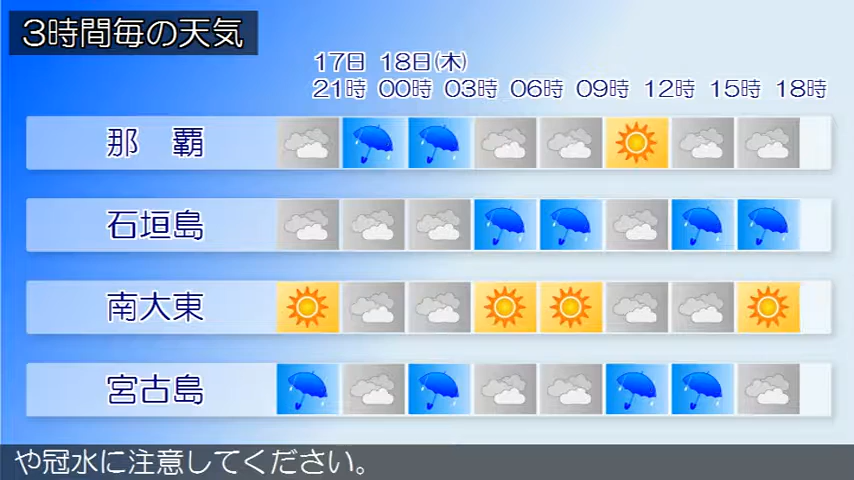 3時間毎の天気
17日 18日(木)
21時 00時 03時 06時 09時 12時 15時 18時
那　覇
石垣島
南大東
宮古島
や冠水に注意してください。